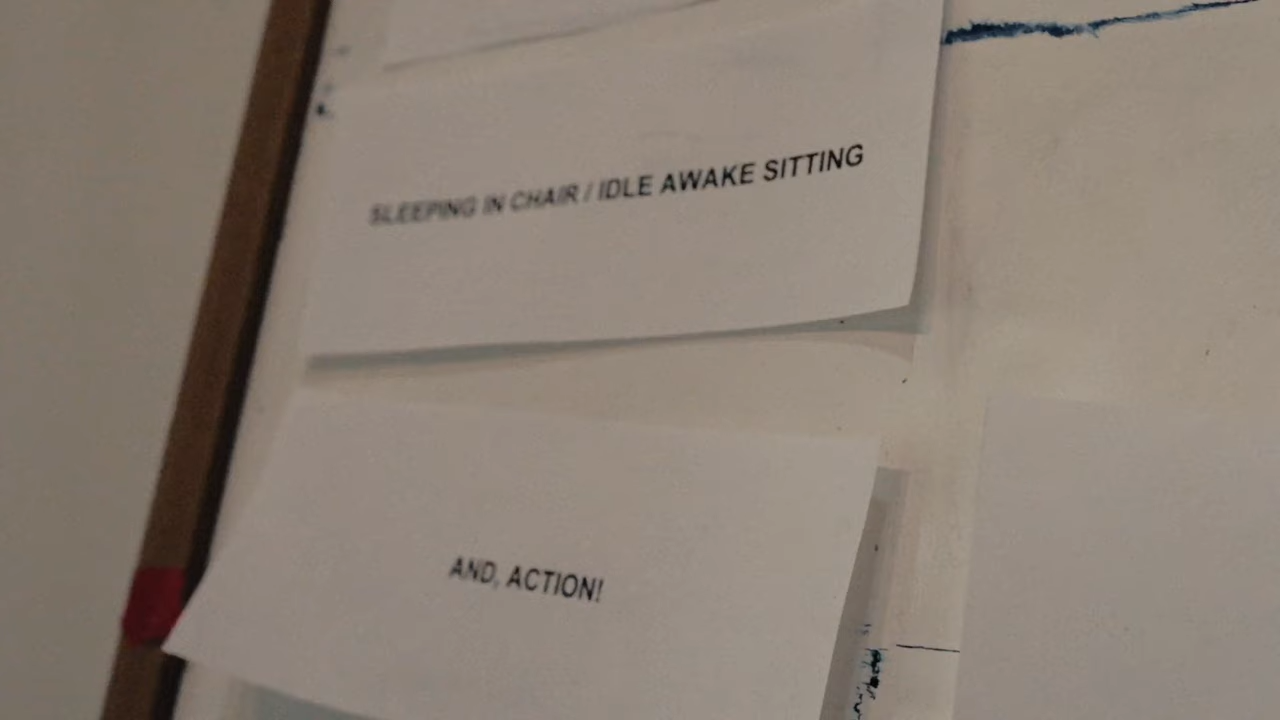 SLEEPING IN CHAIR / IDLE AWAKE SITTING
AND, ACTION!